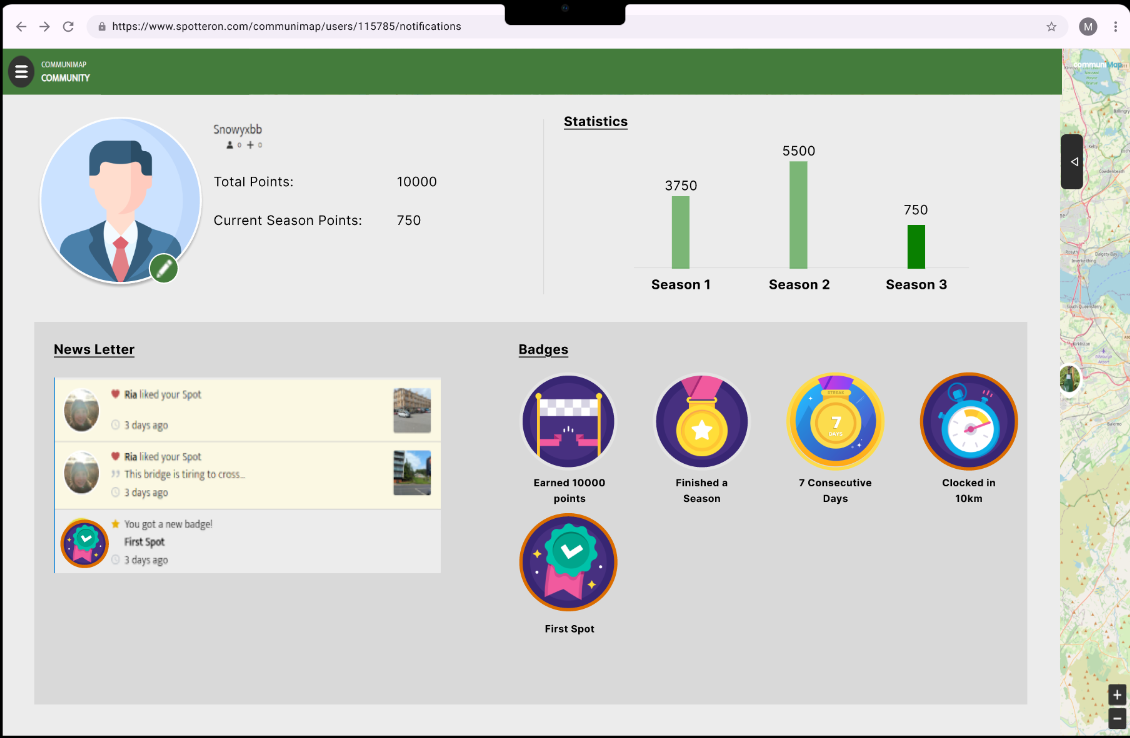 https://www.spotteron.com/communimap/users/115785/notifications
M
COMMUNIMAP
COMMUNITY
communiMap
Snowyxbb
0 0
Total Points: 10000
Current Season Points: 750
Statistics
3750
5500
750
Season 1
Season 2
Season 3
News Letter
Ria liked your Spot
3 days ago
Ria liked your Spot
This bridge is tiring to cross...
3 days ago
You got a new badge!
First Spot
3 days ago
Badges
STREAK
7
DAYS
Earned 10000
points
Finished a
Season
7 Consecutive
Days
Clocked in
10km
First Spot
+
−